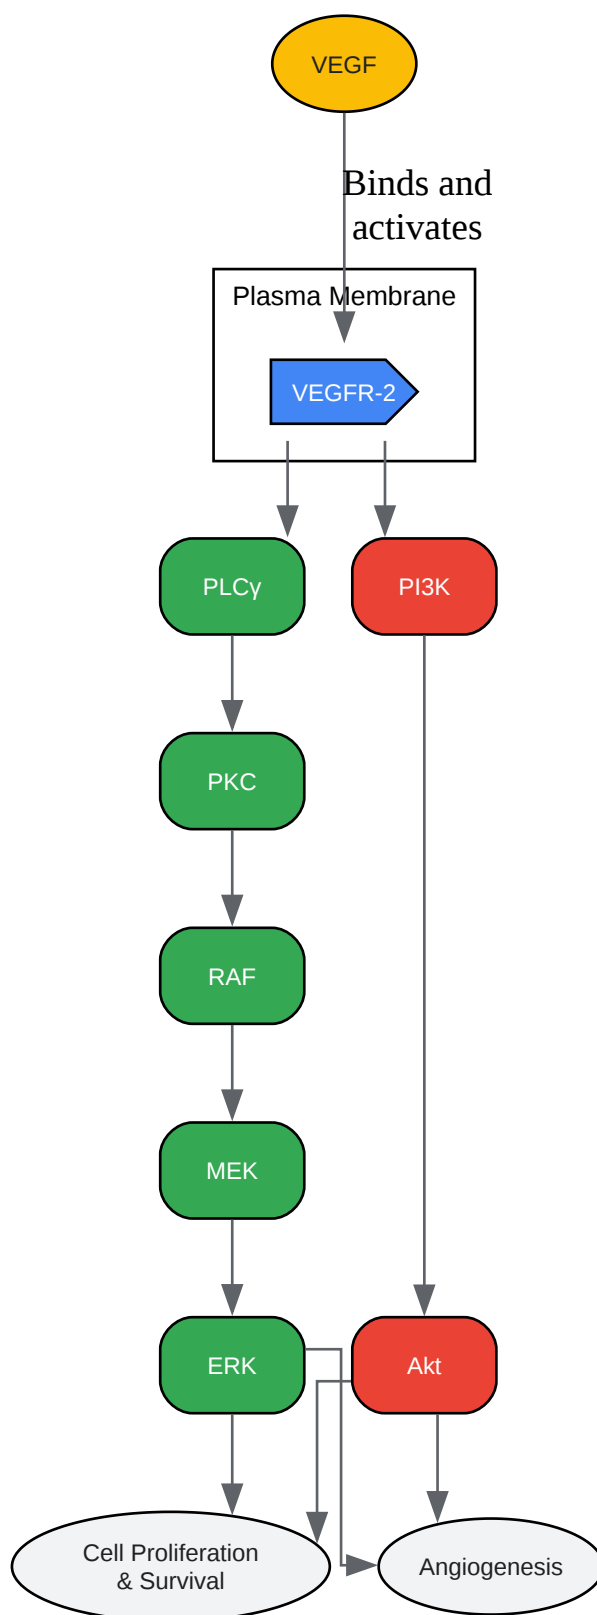 VEGF
Binds and
activates
Plasma Membrane
VEGFR-2
PLCγ
PI3K
PKC
RAF
MEK
ERK
Akt
Cell Proliferation
& Survival
Angiogenesis